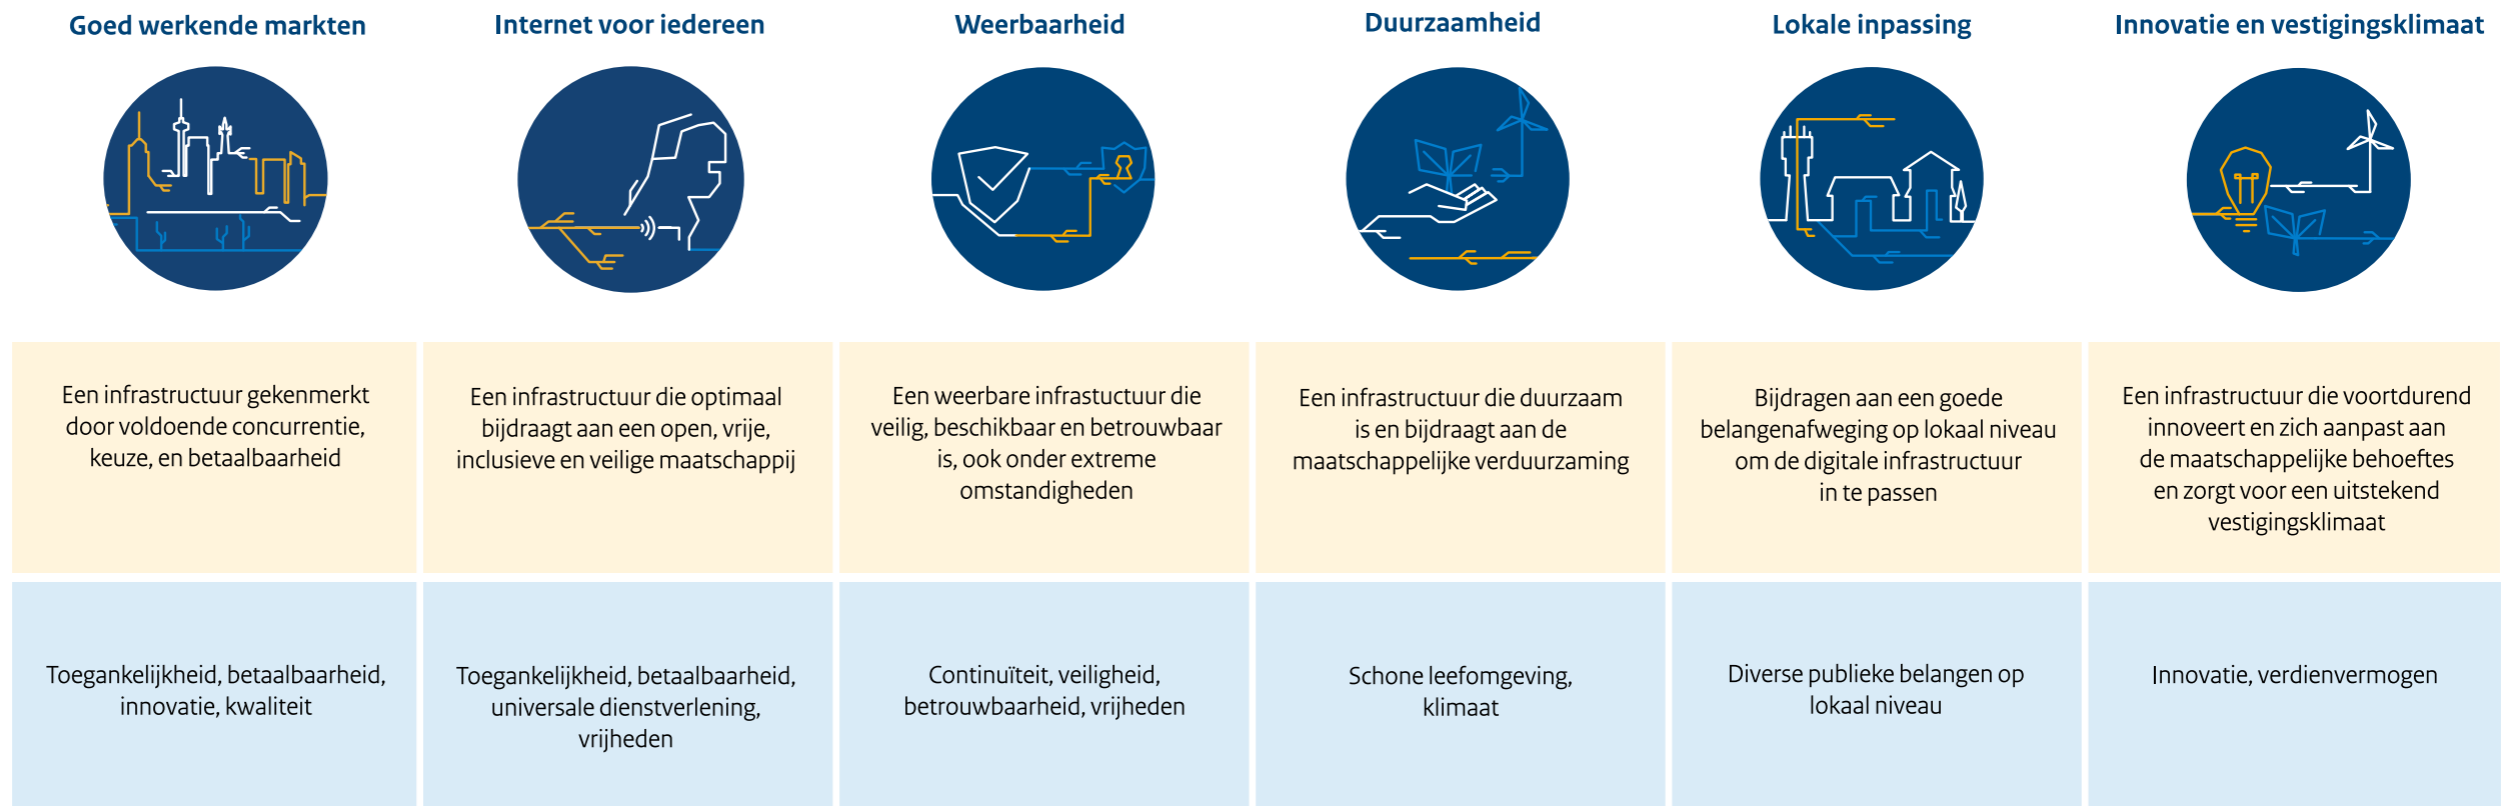 Goed werkende markten
Internet voor iedereen
Weerbaarheid
Duurzaamheid
Lokale inpassing
Innovatie en vestigingsklimaat
Een infrastructuur gekenmerkt
door voldoende concurrentie,
keuze, en betaalbaarheid
Een infrastructuur die optimaal
bijdraagt aan een open, vrije,
inclusieve en veilige maatschappij
Een weerbare infrastuctuur die
veilig, beschikbaar en betrouwbaar
is, ook onder extreme
omstandigheden
Een infrastructuur die duurzaam
is en bijdraagt aan de
maatschappelijke verduurzaming
Bijdragen aan een goede
belangenafweging op lokaal niveau
om de digitale infrastructuur
in te passen
Een infrastructuur die voortdurend
innoveert en zich aanpast aan
de maatschappelijke behoeftes
en zorgt voor een uitstekend
vestigingsklimaat
Toegankelijkheid, betaalbaarheid,
innovatie, kwaliteit
Toegankelijkheid, betaalbaarheid,
universale dienstverlening,
vrijheden
Continuïteit, veiligheid,
betrouwbaarheid, vrijheden
Schone leefomgeving,
klimaat
Diverse publieke belangen op
lokaal niveau
Innovatie, verdienvermogen